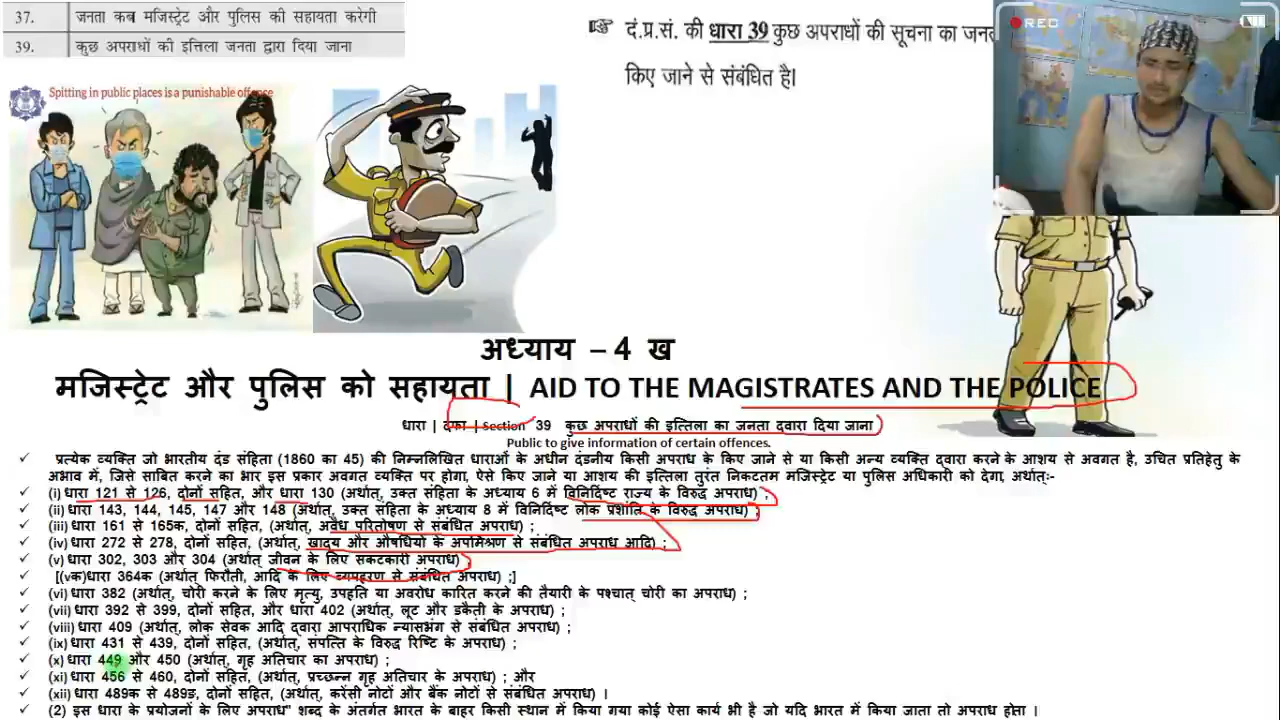 37. जनता कब मजिस्ट्रेट और पुलिस की सहायता करेगी
39. कुछ अपराधों की इत्तिला जनता द्वारा दिया जाना
☞ दं.प्र.सं. की धारा 39 कुछ अपराधों की सूचना का
किए जाने से संबंधित है।
REC
Spitting in public places is a punishable offence
अध्याय – 4 ख
मजिस्ट्रेट और पुलिस को सहायता | AID TO THE MAGISTRATES AND THE POLICE
धारा | दफा | Section 39 कुछ अपराधों की इत्तिला का जनता दवारा दिया जाना
Public to give information of certain offences.
✓ प्रत्येक व्यक्ति जो भारतीय दंड संहिता (1860 का 45) की निम्नलिखित धाराओं के अधीन दंडनीय किसी अपराध के किए जाने से या किसी अन्य व्यक्ति दवारा करने के आशय से अवगत है, उचित प्रतिहेतु के
अभाव में, जिसे साबित करने का भार इस प्रकार अवगत व्यक्ति पर होगा, ऐसे किए जाने या आशय की इत्तिला तुरंत निकटतम मजिस्ट्रेट या पुलिस अधिकारी को देगा, अर्थात्:-
✓ (i) धारा 121 से 126, दोनों सहित, और धारा 130 (अर्थात्, उक्त संहिता के अध्याय 6 में विनिर्दिष्ट राज्य के विरुद्ध अपराध) ;
✓ (ii) धारा 143, 144, 145, 147 और 148 (अर्थात्, उक्त संहिता के अध्याय 8 में विनिर्दिष्ट लोक प्रशांति के विरुद्ध अपराध) ;
✓ (iii) धारा 161 से 165क, दोनों सहित, (अर्थात्, अवैध परितोषण से संबंधित अपराध) ;
✓ (iv) धारा 272 से 278, दोनों सहित, (अर्थात्, खाद्य और औषधियों के अपमिश्रण से संबंधित अपराध आदि) ;
✓ (v) धारा 302, 303 और 304 (अर्थात् जीवन के लिए संकटकारी अपराध)
✓ [(vक)धारा 364क (अर्थात् फिरौती, आदि के लिए व्यपहरण से संबंधित अपराध) ;]
✓ (vi) धारा 382 (अर्थात्, चोरी करने के लिए मृत्यु, उपहति या अवरोध कारित करने की तैयारी के पश्चात् चोरी का अपराध) ;
✓ (vii) धारा 392 से 399, दोनों सहित, और धारा 402 (अर्थात्, लूट और डकैती के अपराध) ;
✓ (viii) धारा 409 (अर्थात्, लोक सेवक आदि द्वारा आपराधिक न्यासभंग से संबंधित अपराध) ;
✓ (ix) धारा 431 से 439, दोनों सहित, (अर्थात्, संपत्ति के विरुद्ध रिष्टि के अपराध) ;
✓ (x) धारा 449 और 450 (अर्थात्, गृह अतिचार का अपराध) ;
✓ (xi) धारा 456 से 460, दोनों सहित, (अर्थात्, प्रच्छन्न गृह अतिचार के अपराध) ; और
✓ (xii) धारा 489क से 489ङ, दोनों सहित, (अर्थात्, करेंसी नोटों और बैंक नोटों से संबंधित अपराध) ।
✓ (2) इस धारा के प्रयोजनों के लिए अपराध" शब्द के अंतर्गत भारत के बाहर किसी स्थान में किया गया कोई ऐसा कार्य भी है जो यदि भारत में किया जाता तो अपराध होता ।